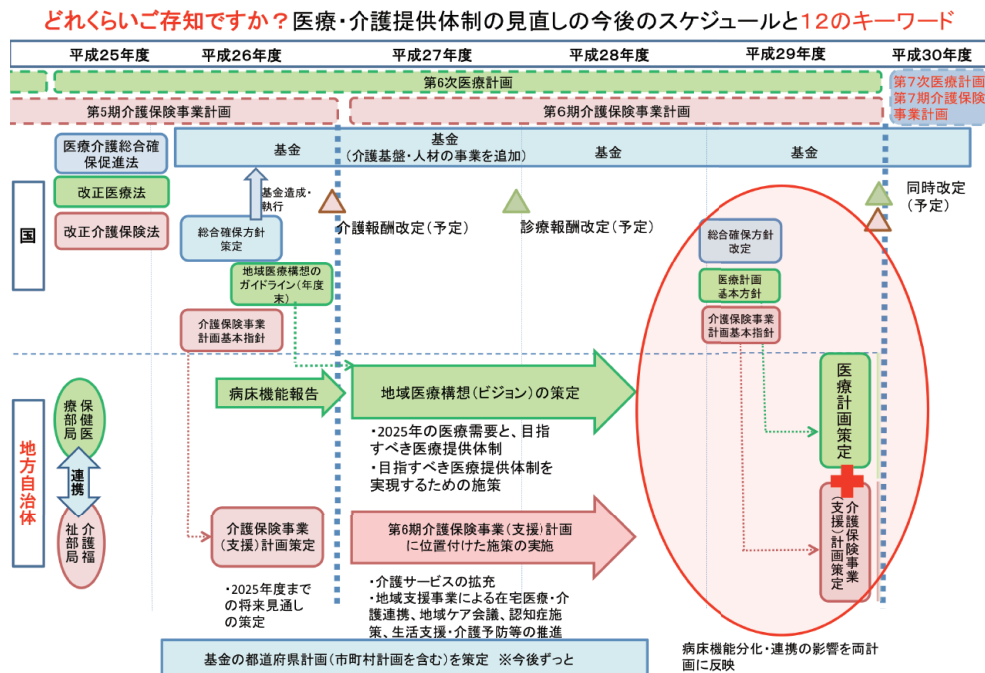 どれくらいご存知ですか？医療・介護提供体制の見直しの今後のスケジュールと１２のキーワード
平成25年度
平成26年度
平成27年度
平成28年度
平成29年度
平成30年度
第6次医療計画
第7次医療計画
第7期介護保険
事業計画
第5期介護保険事業計画
第6期介護保険事業計画
医療介護総合確
保促進法
改正医療法
改正介護保険法
基金
基金
（介護基盤・人材の事業を追加）
基金
基金
国
基金造成・
執行
総合確保方針
策定
地域医療構想の
ガイドライン（年度
末）
介護保険事業
計画基本指針
介護報酬改定（予定）
診療報酬改定（予定）
同時改定
（予定）
総合確保方針
改定
医療計画
基本方針
介護保険事業
計画基本指針
地方自治体
保健医
療部局
連携
介護福
祉部局
病床機能報告
地域医療構想（ビジョン）の策定
・2025年の医療需要と、目指
すべき医療提供体制
・目指すべき医療提供体制を
実現するための施策
医療計画策定
介護保険事業
（支援）計画策定
・2025年度まで
の将来見通し
の策定
第6期介護保険事業（支援）計画
に位置付けた施策の実施
・介護サービスの拡充
・地域支援事業による在宅医療・介
護連携、地域ケア会議、認知症施
策、生活支援・介護予防等の推進
介護保険事業
（支援）計画策定
病床機能分化・連携の影響を両計
画に反映
基金の都道府県計画（市町村計画を含む）を策定　※今後ずっと